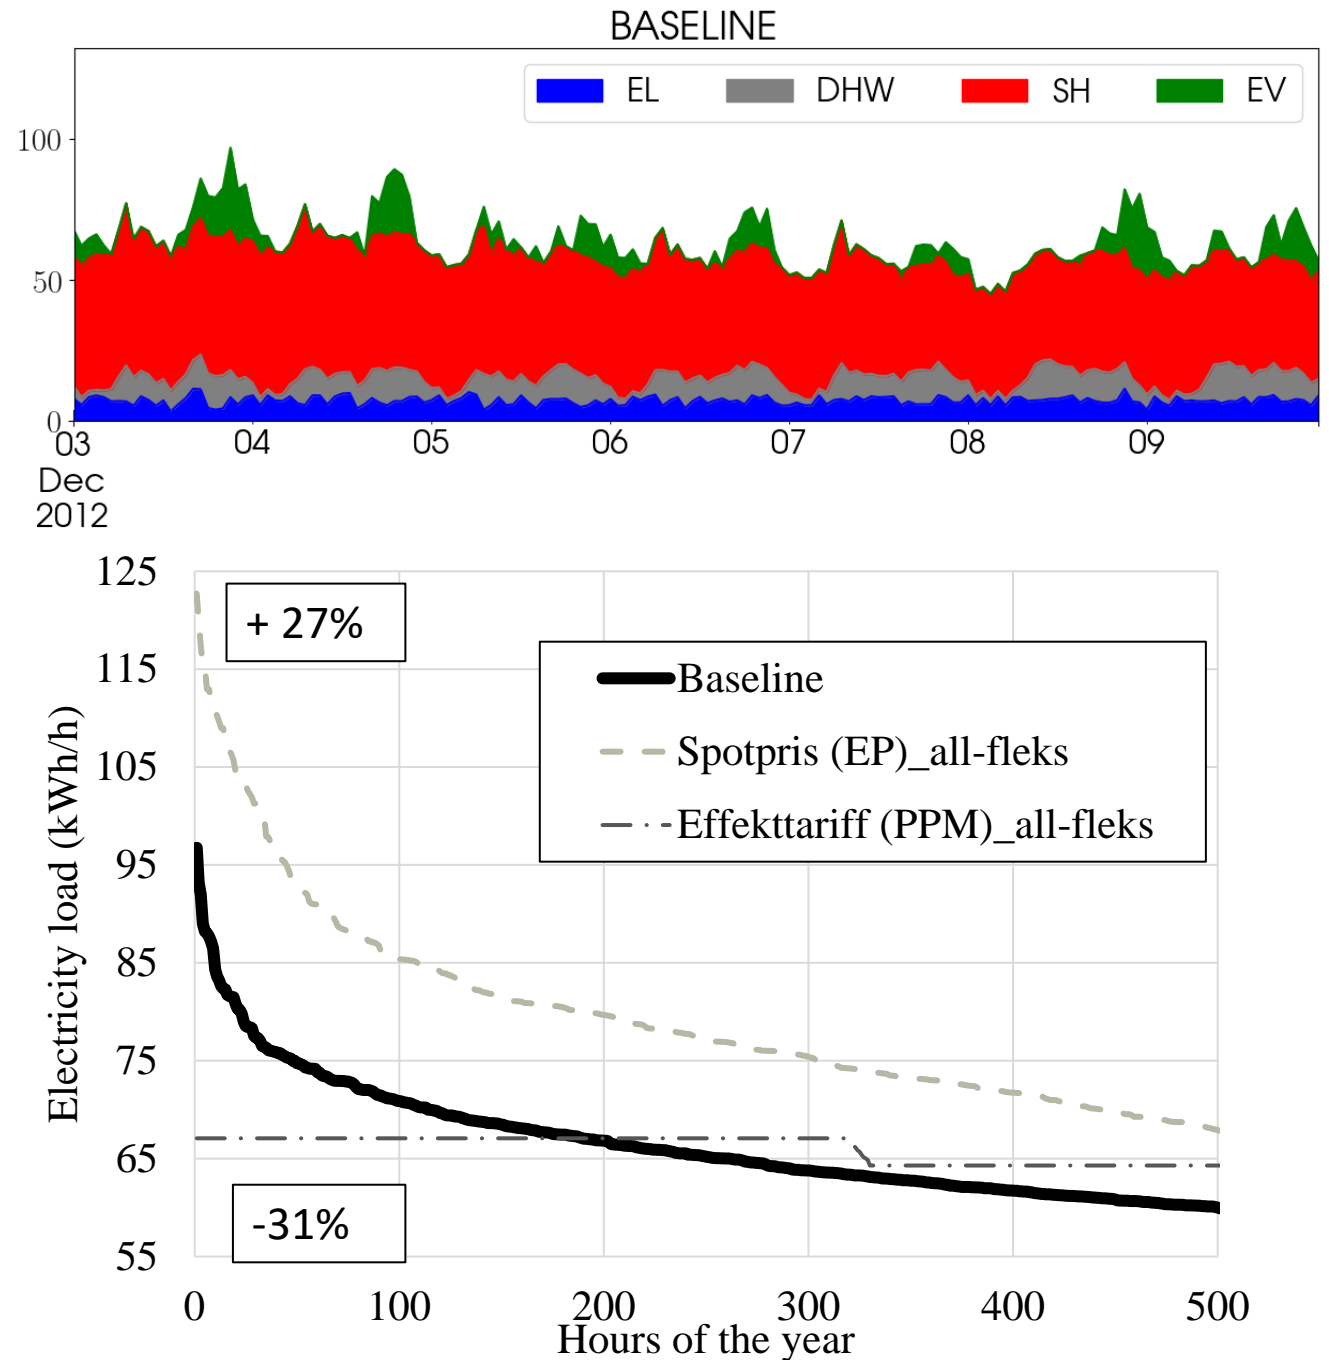 BASELINE
EL DHW SH EV
100
50
0
03 04 05 06 07 08 09
Dec
2012
125
115
105
95
85
75
65
55
+ 27%
Baseline
Spotpris (EP)_all-fleks
Effekttariff (PPM)_all-fleks
-31%
Electricity load (kWh/h)
0 100 200 300 400 500
Hours of the year